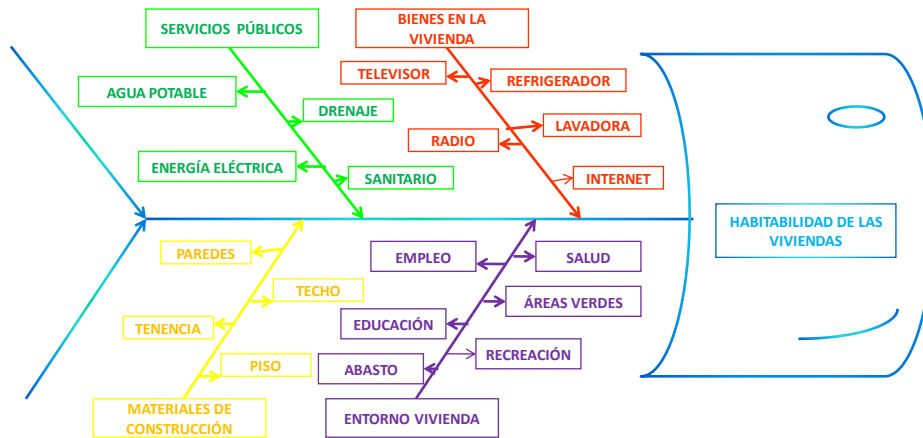 SERVICIOS PÚBLICOS
BIENES EN LA
VIVIENDA
TELEVISOR
REFRIGERADOR
AGUA POTABLE
DRENAJE
LAVADORA
RADIO
ENERGÍA ELÉCTRICA
SANITARIO
INTERNET
HABITABILIDAD DE LAS
VIVIENDAS
PAREDES
EMPLEO
SALUD
TECHO
ÁREAS VERDES
TENENCIA
EDUCACIÓN
RECREACIÓN
PISO
ABASTO
MATERIALES DE
CONSTRUCCIÓN
ENTORNO VIVIENDA